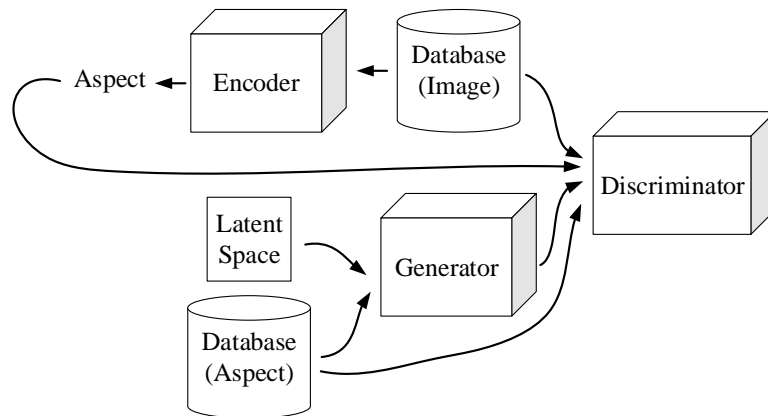 Aspect
Encoder
Database
(Image)
Discriminator
Latent
Space
Generator
Database
(Aspect)